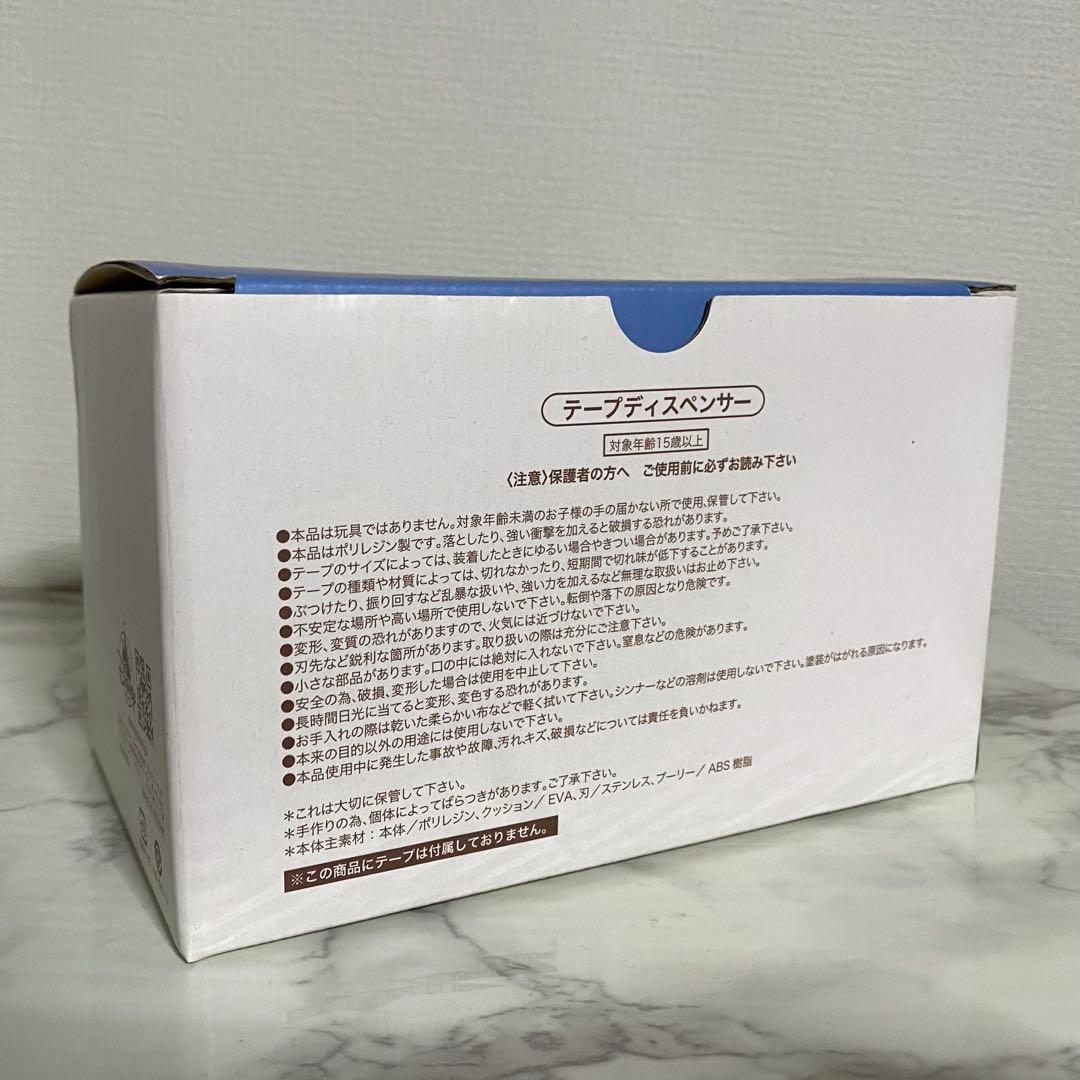 テープディスペンサー
対象年齢15歳以上
〈注意〉保護者の方へ ご使用前に必ずお読み下さい
●本品は玩具ではありません。対象年齢未満のお子様の手の届かない所で使用、保管して下さい。
●本品はポリレジン製です。落としたり、強い衝撃を加えると破損する恐れがあります。
●テープのサイズによっては、装着したときにゆるい場合やきつい場合があります。予めご了承下さい。
●テープの種類や材質によっては、切れなかったり、短期間で切れ味が低下することがあります。
●ぶつけたり、振り回すなど乱暴な扱いや、強い力を加えるなど無理な取扱いはお止め下さい。
●不安定な場所や高い場所で使用しないで下さい。転倒や落下の原因となり危険です。
●変形、変質の恐れがありますので、火気には近づけないで下さい。
●刃先など鋭利な箇所があります。取り扱いの際は充分にご注意下さい。
●小さな部品があります。口の中には絶対に入れないで下さい。窒息などの危険があります。
●安全の為、破損、変形した場合は使用を中止して下さい。
●長時間日光に当てると変形、変色する恐れがあります。
●お手入れの際は乾いた柔らかい布などで軽く拭いて下さい。シンナーなどの溶剤は使用しないで下さい。塗装がはがれる原因になります。
●本来の目的以外の用途には使用しないで下さい。
●本品使用中に発生した事故や故障、汚れ、キズ、破損などについては責任を負いかねます。
＊これは大切に保管して下さい。
＊手作りの為、個体によってばらつきがあります。ご了承下さい。
＊本体主素材：本体／ポリレジン、クッション／EVA、刃／ステンレス、プーリー／ABS樹脂
※この商品にテープは付属しておりません。